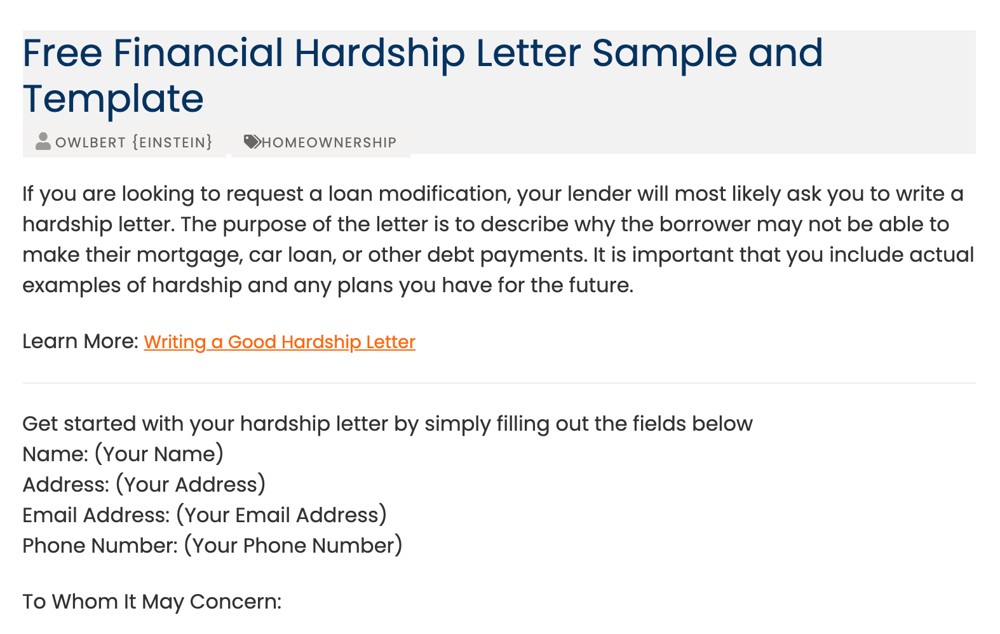 Free Financial Hardship Letter Sample and
Template
OWLBERT {EINSTEIN}
HOMEOWNERSHIP
If you are looking to request a loan modification, your lender will most likely ask you to write a
hardship letter. The purpose of the letter is to describe why the borrower may not be able to
make their mortgage, car loan, or other debt payments. It is important that you include actual
examples of hardship and any plans you have for the future.
Learn More: Writing a Good Hardship Letter
Get started with your hardship letter by simply filling out the fields below
Name: (Your Name)
Address: (Your Address)
Email Address: (Your Email Address)
Phone Number: (Your Phone Number)
To Whom It May Concern: